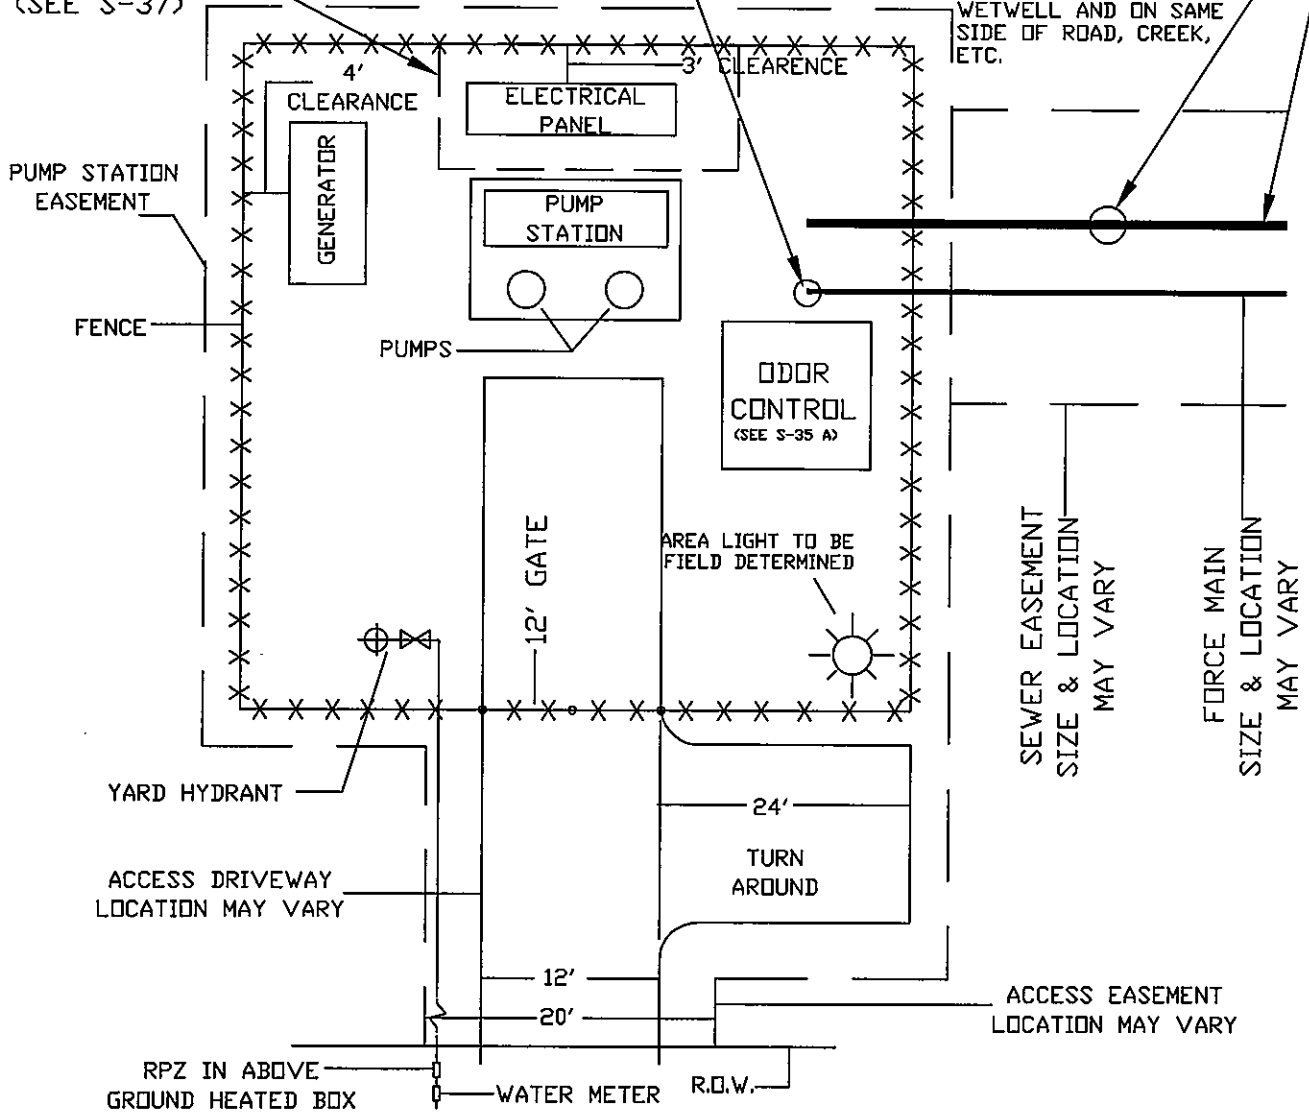 (SEE S-37)
WETWELL AND ON SAME
SIDE OF ROAD, CREEK,
ETC.
4'
CLEARANCE
3' CLEARENCE
ELECTRICAL
PANEL
GENERATOR
PUMP STATION
EASEMENT
PUMP
STATION
FENCE
PUMPS
ODOR
CONTROL
(SEE S-35 A)
12' GATE
AREA LIGHT TO BE
FIELD DETERMINED
SEWER EASEMENT
SIZE & LOCATION
MAY VARY
FORCE MAIN
SIZE & LOCATION
MAY VARY
YARD HYDRANT
24'
TURN
AROUND
ACCESS DRIVEWAY
LOCATION MAY VARY
12'
20'
ACCESS EASEMENT
LOCATION MAY VARY
RPZ IN ABOVE
GROUND HEATED BOX
WATER METER
R.O.W.